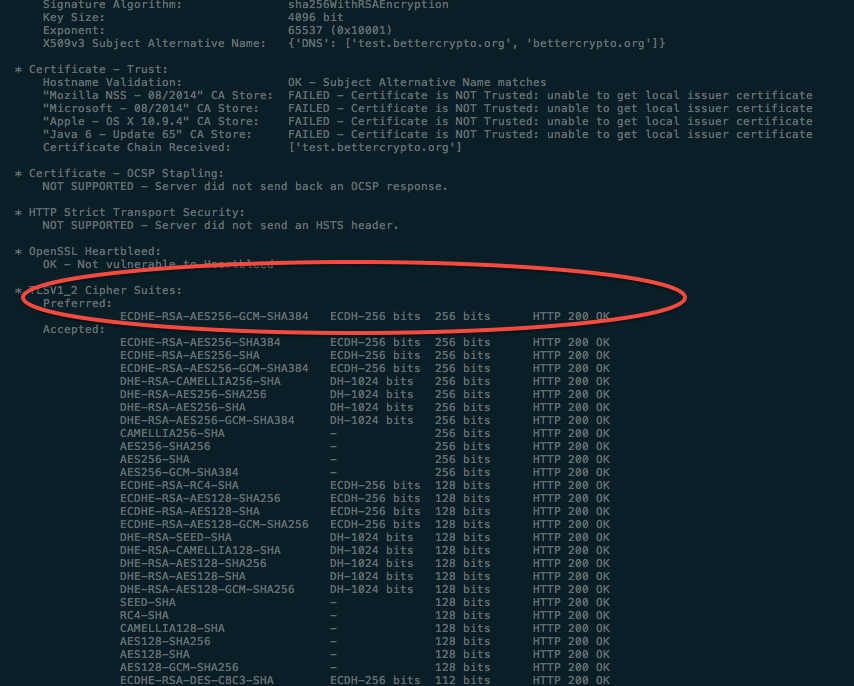 Signature Algorithm: sha256WithRSAEncryption
Key Size: 4096 bit
Exponent: 65537 (0x10001)
X509v3 Subject Alternative Name: {'DNS': ['test.bettercrypto.org', 'bettercrypto.org']}
* Certificate - Trust:
Hostname Validation: OK - Subject Alternative Name matches
"Mozilla NSS - 08/2014" CA Store: FAILED - Certificate is NOT Trusted: unable to get local issuer certificate
"Microsoft - 08/2014" CA Store: FAILED - Certificate is NOT Trusted: unable to get local issuer certificate
"Apple - OS X 10.9.4" CA Store: FAILED - Certificate is NOT Trusted: unable to get local issuer certificate
"Java 6 - Update 65" CA Store: FAILED - Certificate is NOT Trusted: unable to get local issuer certificate
Certificate Chain Received: ['test.bettercrypto.org']
* Certificate - OCSP Stapling:
NOT SUPPORTED - Server did not send back an OCSP response.
* HTTP Strict Transport Security:
NOT SUPPORTED - Server did not send an HSTS header.
* OpenSSL Heartbleed:
OK - Not vulnerable to Heartbleed
* TLSV1_2 Cipher Suites:
Preferred:
ECDHE-RSA-AES256-GCM-SHA384 ECDH-256 bits 256 bits HTTP 200 OK
Accepted:
ECDHE-RSA-AES256-SHA384 ECDH-256 bits 256 bits HTTP 200 OK
ECDHE-RSA-AES256-SHA ECDH-256 bits 256 bits HTTP 200 OK
ECDHE-RSA-AES256-GCM-SHA384 ECDH-256 bits 256 bits HTTP 200 OK
DHE-RSA-CAMELLIA256-SHA DH-1024 bits 256 bits HTTP 200 OK
DHE-RSA-AES256-SHA256 DH-1024 bits 256 bits HTTP 200 OK
DHE-RSA-AES256-SHA DH-1024 bits 256 bits HTTP 200 OK
DHE-RSA-AES256-GCM-SHA384 DH-1024 bits 256 bits HTTP 200 OK
CAMELLIA256-SHA - 256 bits HTTP 200 OK
AES256-SHA256 - 256 bits HTTP 200 OK
AES256-SHA - 256 bits HTTP 200 OK
AES256-GCM-SHA384 - 256 bits HTTP 200 OK
ECDHE-RSA-RC4-SHA ECDH-256 bits 128 bits HTTP 200 OK
ECDHE-RSA-AES128-SHA256 ECDH-256 bits 128 bits HTTP 200 OK
ECDHE-RSA-AES128-SHA ECDH-256 bits 128 bits HTTP 200 OK
ECDHE-RSA-AES128-GCM-SHA256 ECDH-256 bits 128 bits HTTP 200 OK
DHE-RSA-SEED-SHA DH-1024 bits 128 bits HTTP 200 OK
DHE-RSA-CAMELLIA128-SHA DH-1024 bits 128 bits HTTP 200 OK
DHE-RSA-AES128-SHA256 DH-1024 bits 128 bits HTTP 200 OK
DHE-RSA-AES128-SHA DH-1024 bits 128 bits HTTP 200 OK
DHE-RSA-AES128-GCM-SHA256 DH-1024 bits 128 bits HTTP 200 OK
SEED-SHA - 128 bits HTTP 200 OK
RC4-SHA - 128 bits HTTP 200 OK
CAMELLIA128-SHA - 128 bits HTTP 200 OK
AES128-SHA256 - 128 bits HTTP 200 OK
AES128-SHA - 128 bits HTTP 200 OK
AES128-GCM-SHA256 - 128 bits HTTP 200 OK
ECDHE-RSA-DES-CBC3-SHA ECDH-256 bits 112 bits HTTP 200 OK